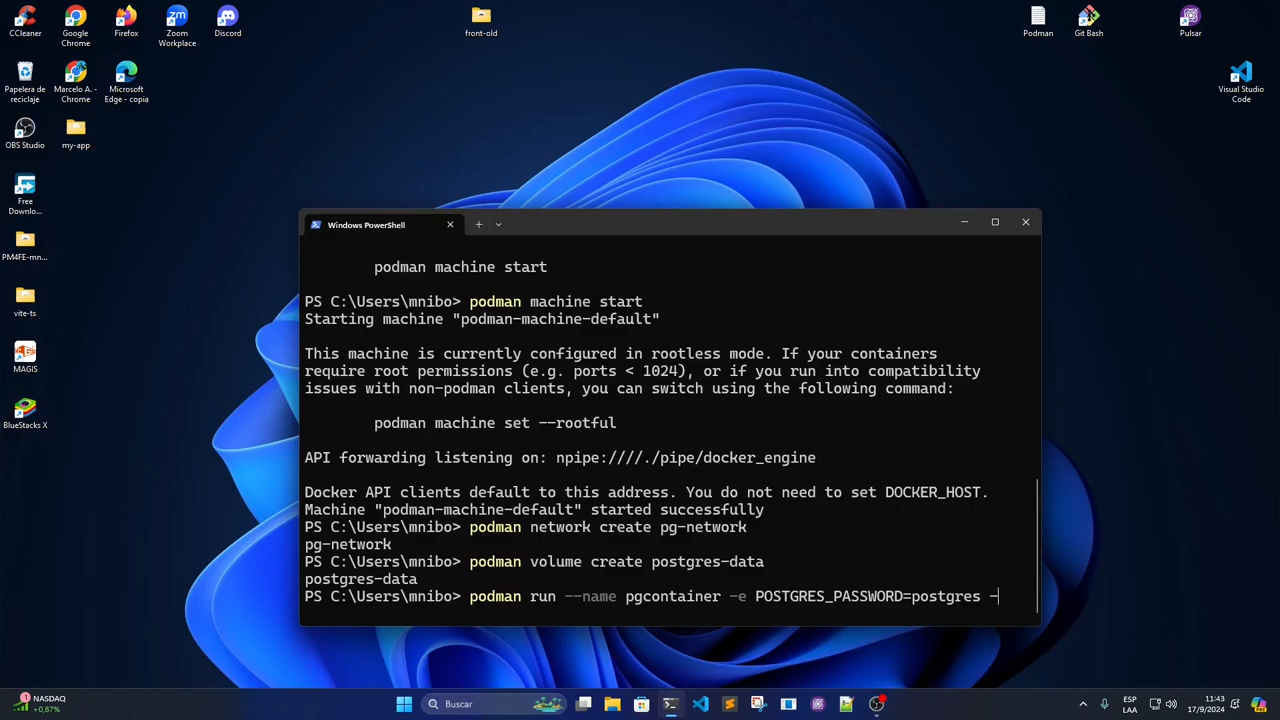 CCleaner
Google
Chrome
Firefox
Zoom
Workplace
Discord
front-old
Podman
Git Bash
Pulsar
Papelera de
reciclaje
Marcelo A. -
Chrome
Microsoft
Edge - copia
Visual Studio
Code
OBS Studio
my-app
Free
Downlo...
PM4FE-mn...
vite-ts
MAGIS
BlueStacks X
Windows PowerShell
podman machine start
PS C:\Users\mnibo> podman machine start
Starting machine "podman-machine-default"
This machine is currently configured in rootless mode. If your containers
require root permissions (e.g. ports < 1024), or if you run into compatibility
issues with non-podman clients, you can switch using the following command:
podman machine set --rootful
API forwarding listening on: npipe:////./pipe/docker_engine
Docker API clients default to this address. You do not need to set DOCKER_HOST.
Machine "podman-machine-default" started successfully
PS C:\Users\mnibo> podman network create pg-network
pg-network
PS C:\Users\mnibo> podman volume create postgres-data
postgres-data
PS C:\Users\mnibo> podman run --name pgcontainer -e POSTGRES_PASSWORD=postgres -
1
NASDAQ
+0,87%
Buscar
ESP
LAA
11:43
17/9/2024